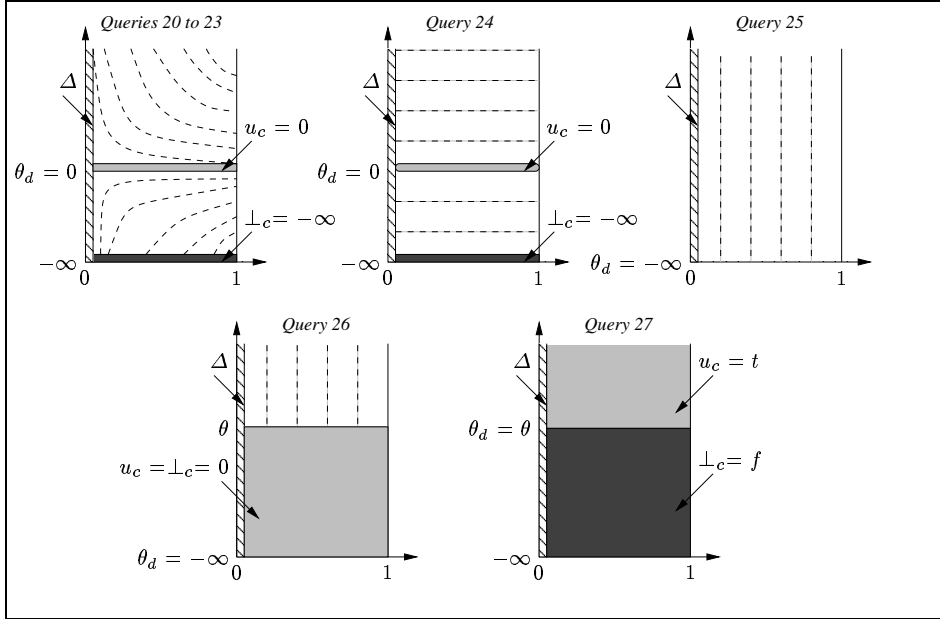 Queries 20 to 23
Δ
u_c = 0
θ_d = 0
⊥_c = −∞
−∞
0
1
Query 24
Δ
u_c = 0
θ_d = 0
⊥_c = −∞
−∞
0
1
Query 25
Δ
θ_d = −∞
0
1
Query 26
Δ
θ
u_c = ⊥_c = 0
θ_d = −∞
0
1
Query 27
Δ
u_c = t
θ_d = θ
⊥_c = f
−∞
0
1